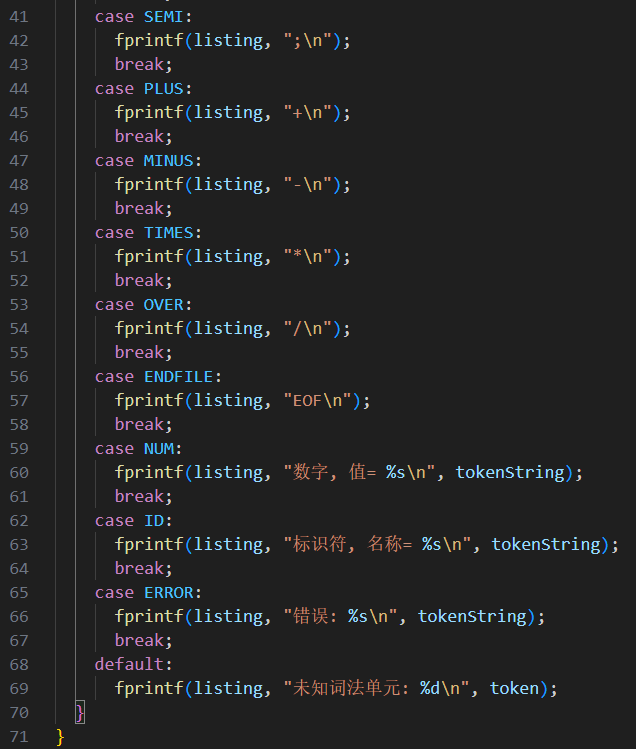 41 case SEMI:
42 fprintf(listing, ";\n");
43 break;
44 case PLUS:
45 fprintf(listing, "+\n");
46 break;
47 case MINUS:
48 fprintf(listing, "-\n");
49 break;
50 case TIMES:
51 fprintf(listing, "*\n");
52 break;
53 case OVER:
54 fprintf(listing, "/\n");
55 break;
56 case ENDFILE:
57 fprintf(listing, "EOF\n");
58 break;
59 case NUM:
60 fprintf(listing, "数字, 值= %s\n", tokenString);
61 break;
62 case ID:
63 fprintf(listing, "标识符, 名称= %s\n", tokenString);
64 break;
65 case ERROR:
66 fprintf(listing, "错误: %s\n", tokenString);
67 break;
68 default:
69 fprintf(listing, "未知词法单元: %d\n", token);
70 }
71 }